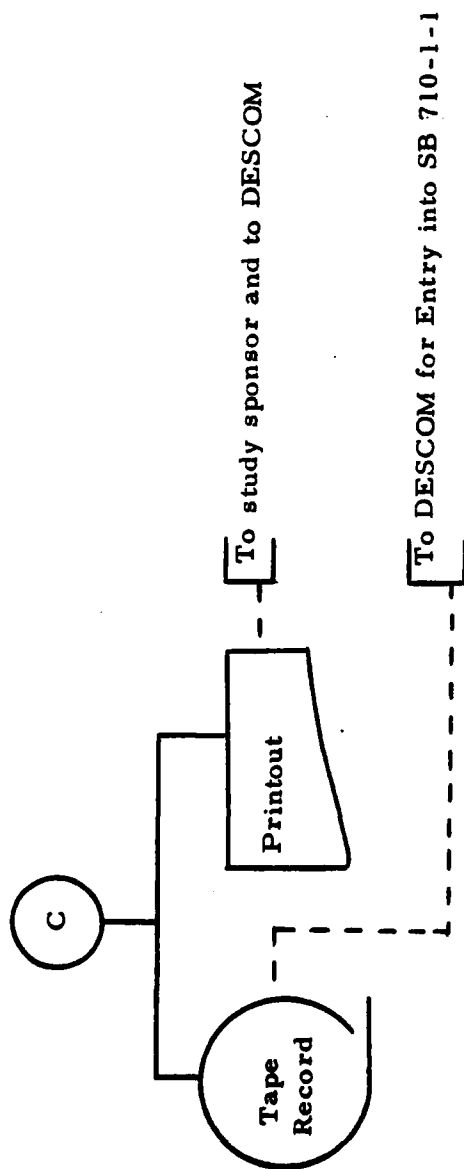 C
Tape
Record
Printout
To study sponsor and to DESCOM
To DESCOM for Entry into SB 710-1-1